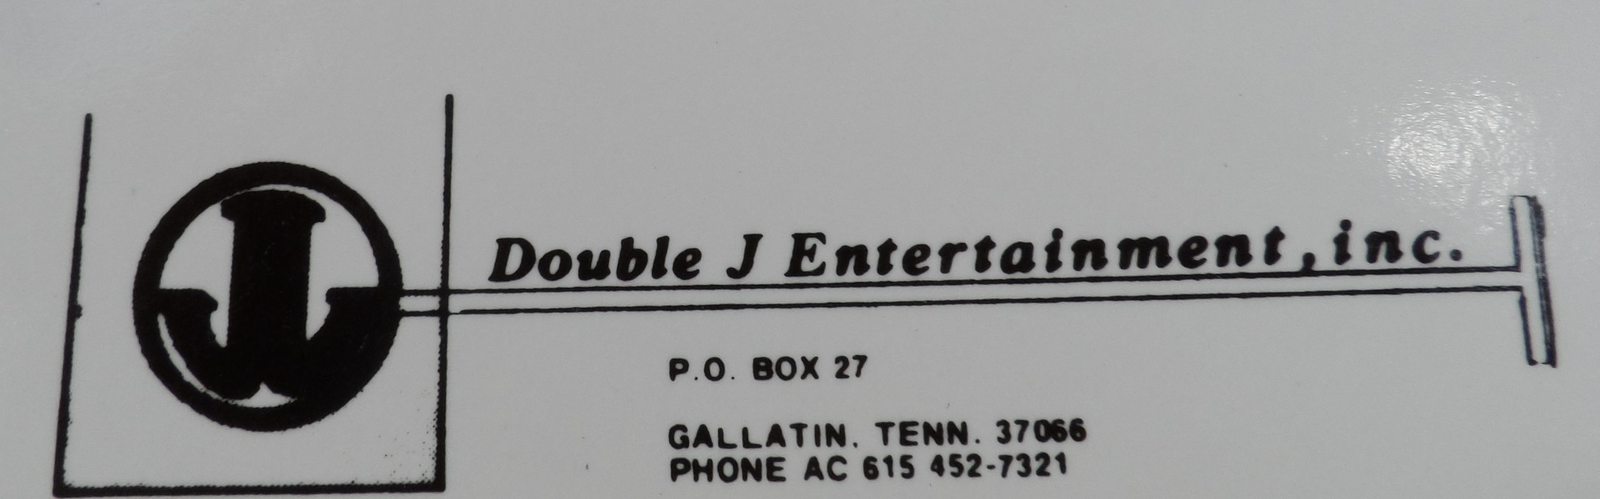 Double J Entertainment, inc.
P.O. BOX 27
GALLATIN. TENN. 37066
PHONE AC 615 452-7321